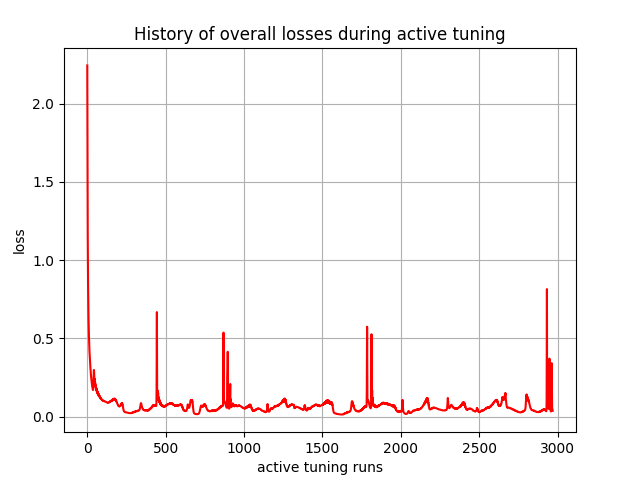 History of overall losses during active tuning
2.0
1.5
1.0
0.5
0.0
loss
0 500 1000 1500 2000 2500 3000
active tuning runs